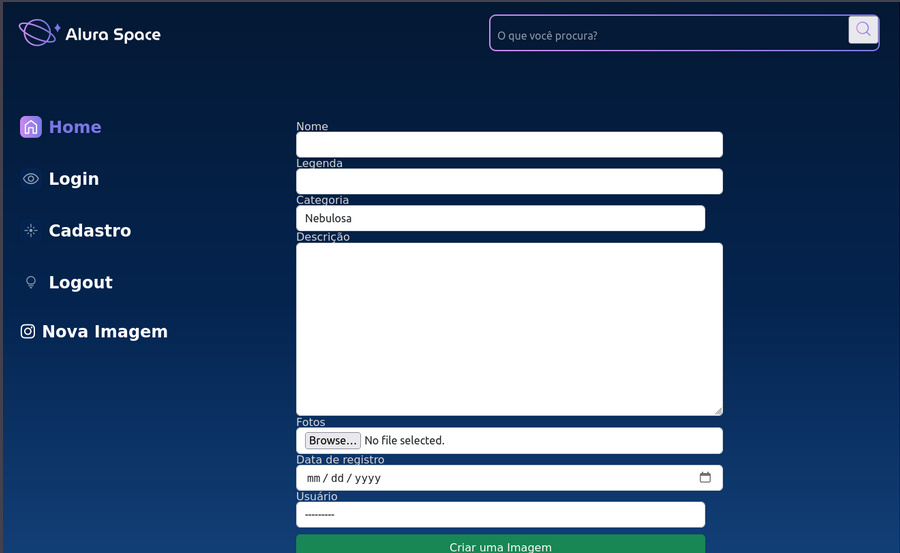 Alura Space
O que você procura?
Home
Login
Cadastro
Logout
Nova Imagem
Nome
Legenda
Categoria
Nebulosa
Descrição
Fotos
Browse... No file selected.
Data de registro
mm / dd / yyyy
Usuário
---------
Criar uma Imagem